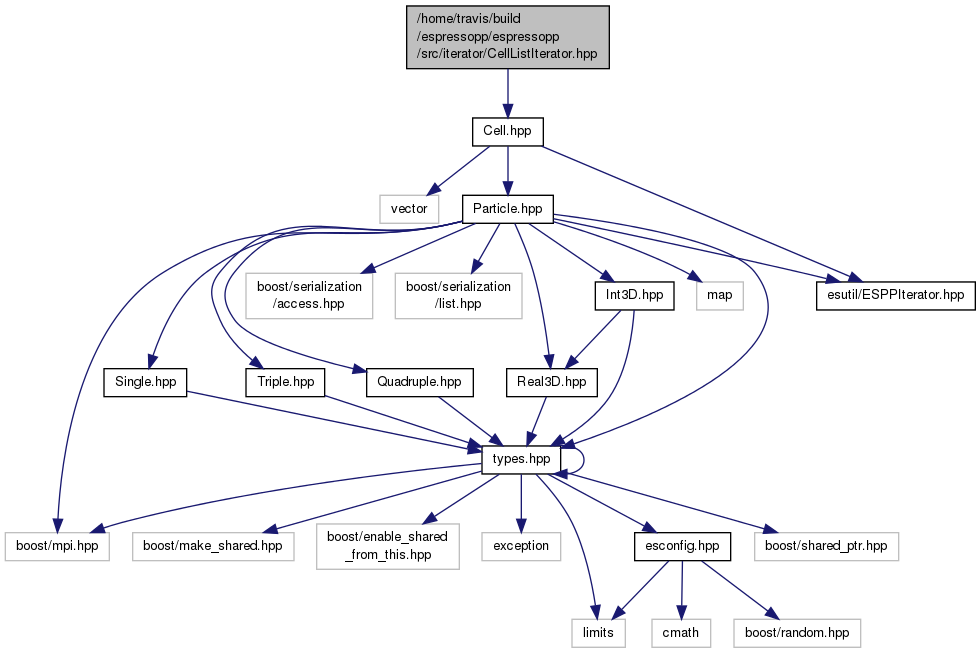 /home/travis/build
/espressopp/espressopp
/src/iterator/CellListIterator.hpp
Cell.hpp
vector
Particle.hpp
boost/serialization
/access.hpp
boost/serialization
/list.hpp
Int3D.hpp
map
esutil/ESPPIterator.hpp
Single.hpp
Triple.hpp
Quadruple.hpp
Real3D.hpp
types.hpp
boost/mpi.hpp
boost/make_shared.hpp
boost/enable_shared
_from_this.hpp
exception
esconfig.hpp
boost/shared_ptr.hpp
limits
cmath
boost/random.hpp